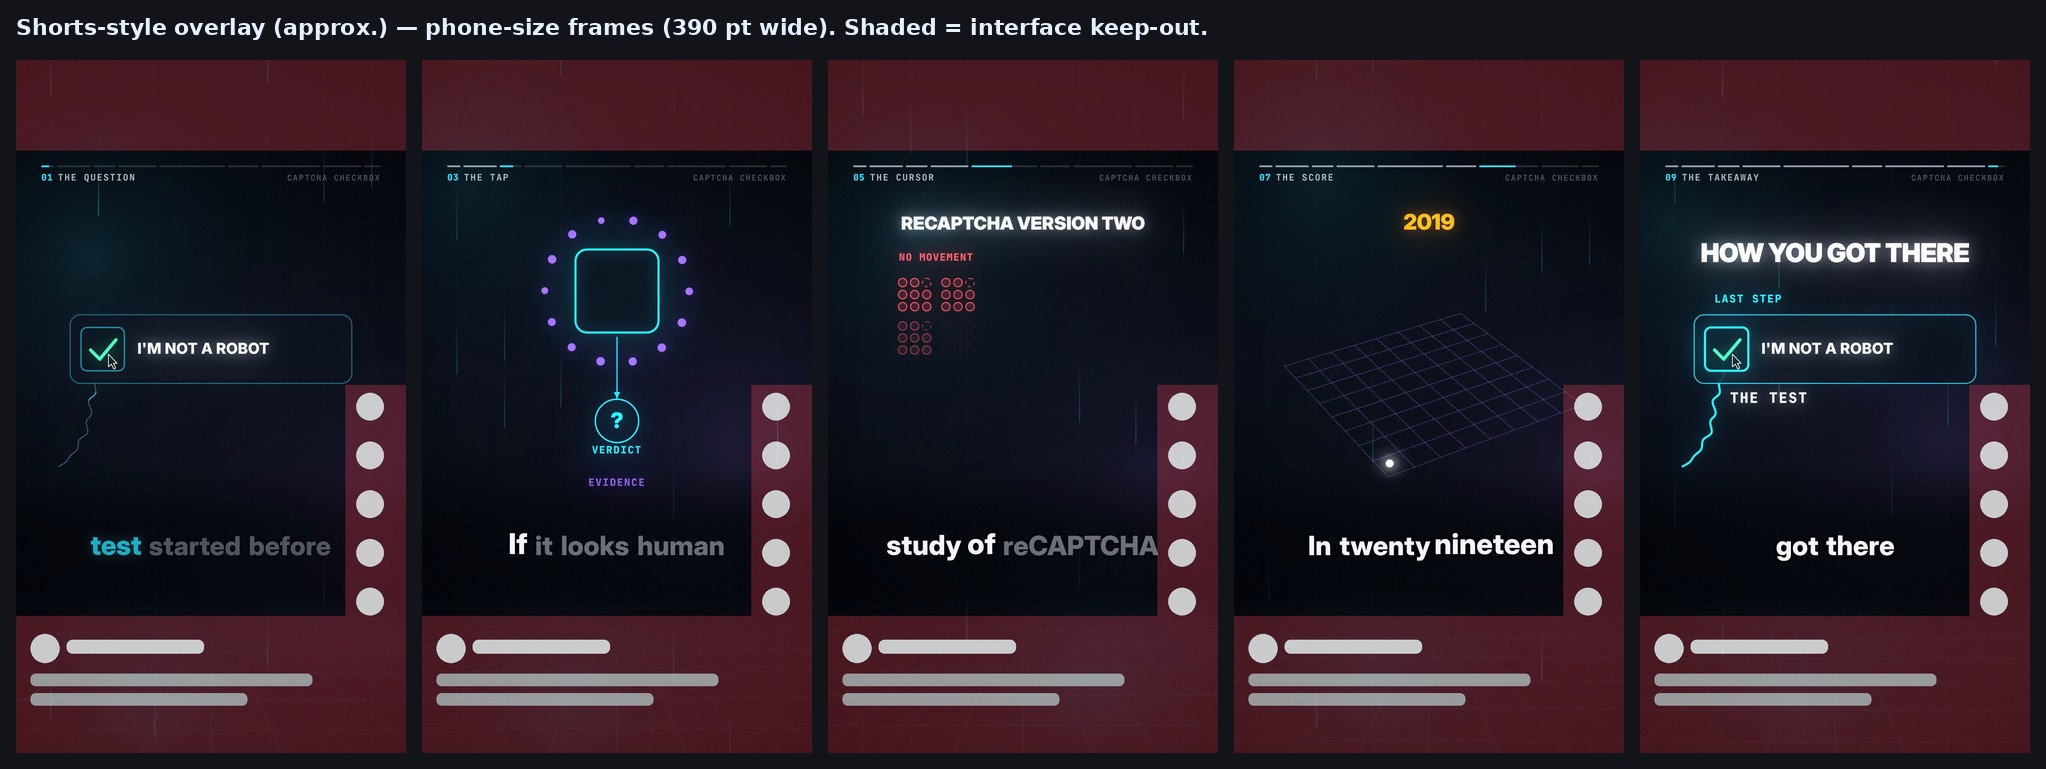 Shorts-style overlay (approx.) — phone-size frames (390 pt wide). Shaded = interface keep-out.
01 THE QUESTION
CAPTCHA CHECKBOX
I'M NOT A ROBOT
test started before
03 THE TAP
CAPTCHA CHECKBOX
?
VERDICT
EVIDENCE
If it looks human
05 THE CURSOR
CAPTCHA CHECKBOX
RECAPTCHA VERSION TWO
NO MOVEMENT
study of reCAPTCHA
07 THE SCORE
CAPTCHA CHECKBOX
2019
In twenty nineteen
09 THE TAKEAWAY
CAPTCHA CHECKBOX
HOW YOU GOT THERE
LAST STEP
I'M NOT A ROBOT
THE TEST
got there